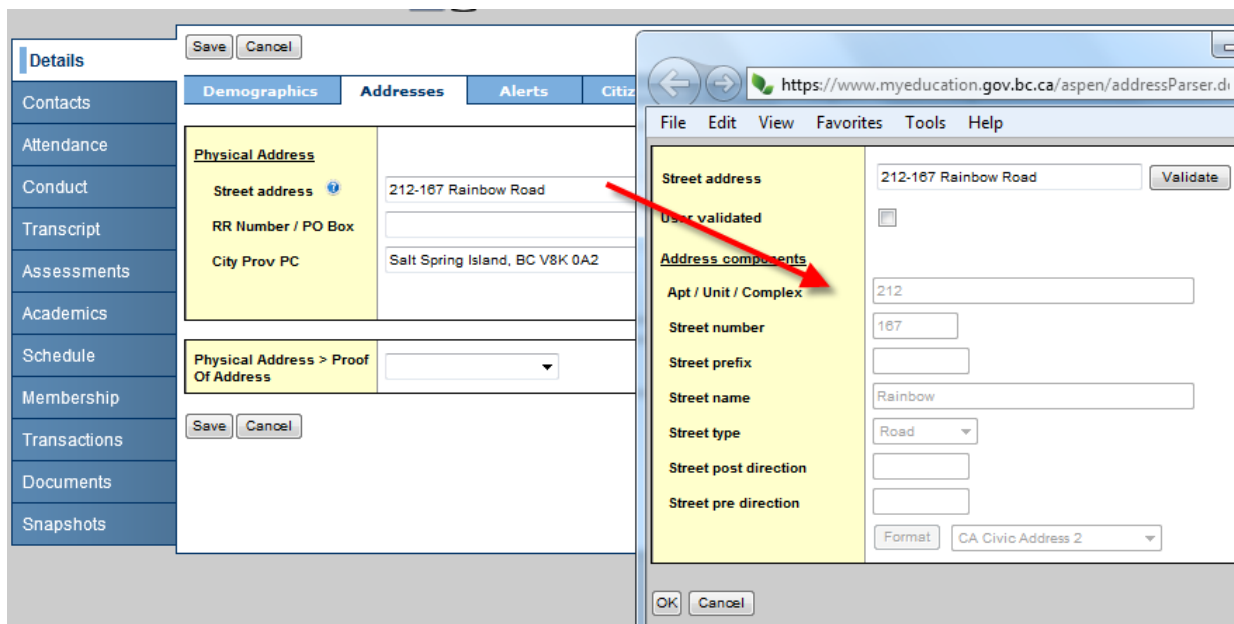 Details
Contacts
Attendance
Conduct
Transcript
Assessments
Academics
Schedule
Membership
Transactions
Documents
Snapshots
Save Cancel
Demographics Addresses Alerts
Physical Address
Street address 212-167 Rainbow Road
RR Number / PO Box
City Prov PC Salt Spring Island, BC V8K 0A2
Physical Address > Proof
Of Address
Save Cancel
https://www.myeducation.gov.bc.ca/aspen/addressParser.d
File Edit View Favorites Tools Help
Street address 212-167 Rainbow Road Validate
User validated
Address components
Apt / Unit / Complex 212
Street number 167
Street prefix
Street name Rainbow
Street type Road
Street post direction
Street pre direction
Format CA Civic Address 2
OK Cancel